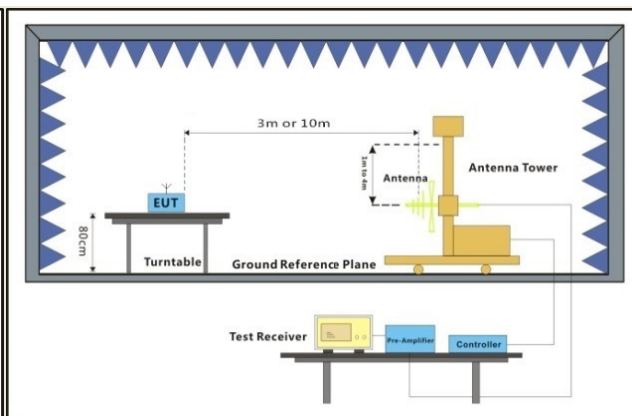 3m or 10m
1m to 4m
Antenna
Antenna Tower
EUT
80cm
Turntable
Ground Reference Plane
Test Receiver
Pre-Amplifier
Controller